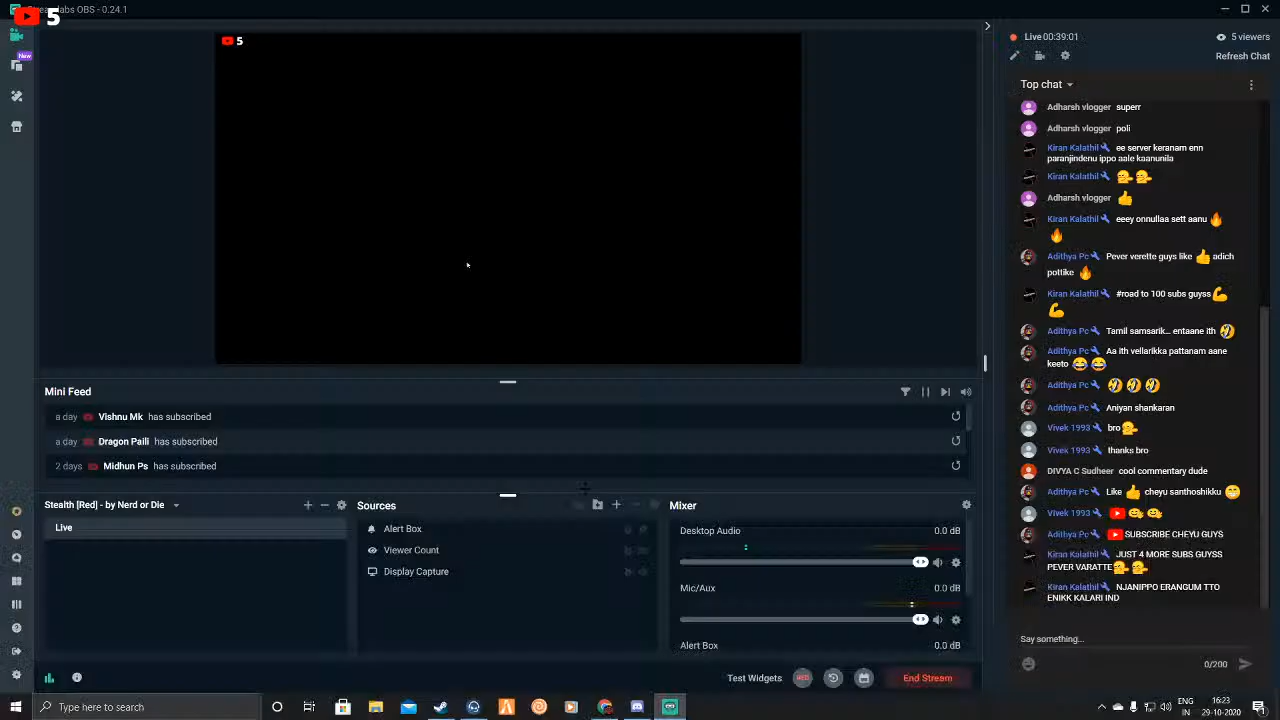 5
labs OBS - 0.24.1
5
Live 00:39:01
5 viewers
Refresh Chat
New
Top chat
Adharsh vlogger superr
Adharsh vlogger poli
Kiran Kalathil ee server keranam enn
paranjindenu ippo aale kaanunila
Kiran Kalathil
Adharsh vlogger
Kiran Kalathil eeey onnullaa sett aanu
Adithya Pc Pever verette guys like adich
pottike
Kiran Kalathil #road to 100 subs guyss
Adithya Pc Tamil samsarik... entaane ith
Adithya Pc Aa ith vellarikka pattanam aane
keeto
Adithya Pc
Adithya Pc Aniyan shankaran
Vivek 1993 bro
Vivek 1993 thanks bro
DIVYA C Sudheer cool commentary dude
Adithya Pc Like cheyu santhoshikku
Vivek 1993
Adithya Pc SUBSCRIBE CHEYU GUYS
Kiran Kalathil JUST 4 MORE SUBS GUYSS
PEVER VARATTE
Kiran Kalathil NJANIPPO ERANGUM TTO
ENIKK KALARI IND
Say something...
0/200
Mini Feed
a day Vishnu Mk has subscribed
a day Dragon Paili has subscribed
2 days Midhun Ps has subscribed
Stealth [Red] - by Nerd or Die
Live
Sources
Alert Box
Viewer Count
Display Capture
Mixer
Desktop Audio 0.0 dB
Mic/Aux 0.0 dB
Alert Box 0.0 dB
Test Widgets
REC
End Stream
Type here to search
ENG
IN
16:23
29-10-2020